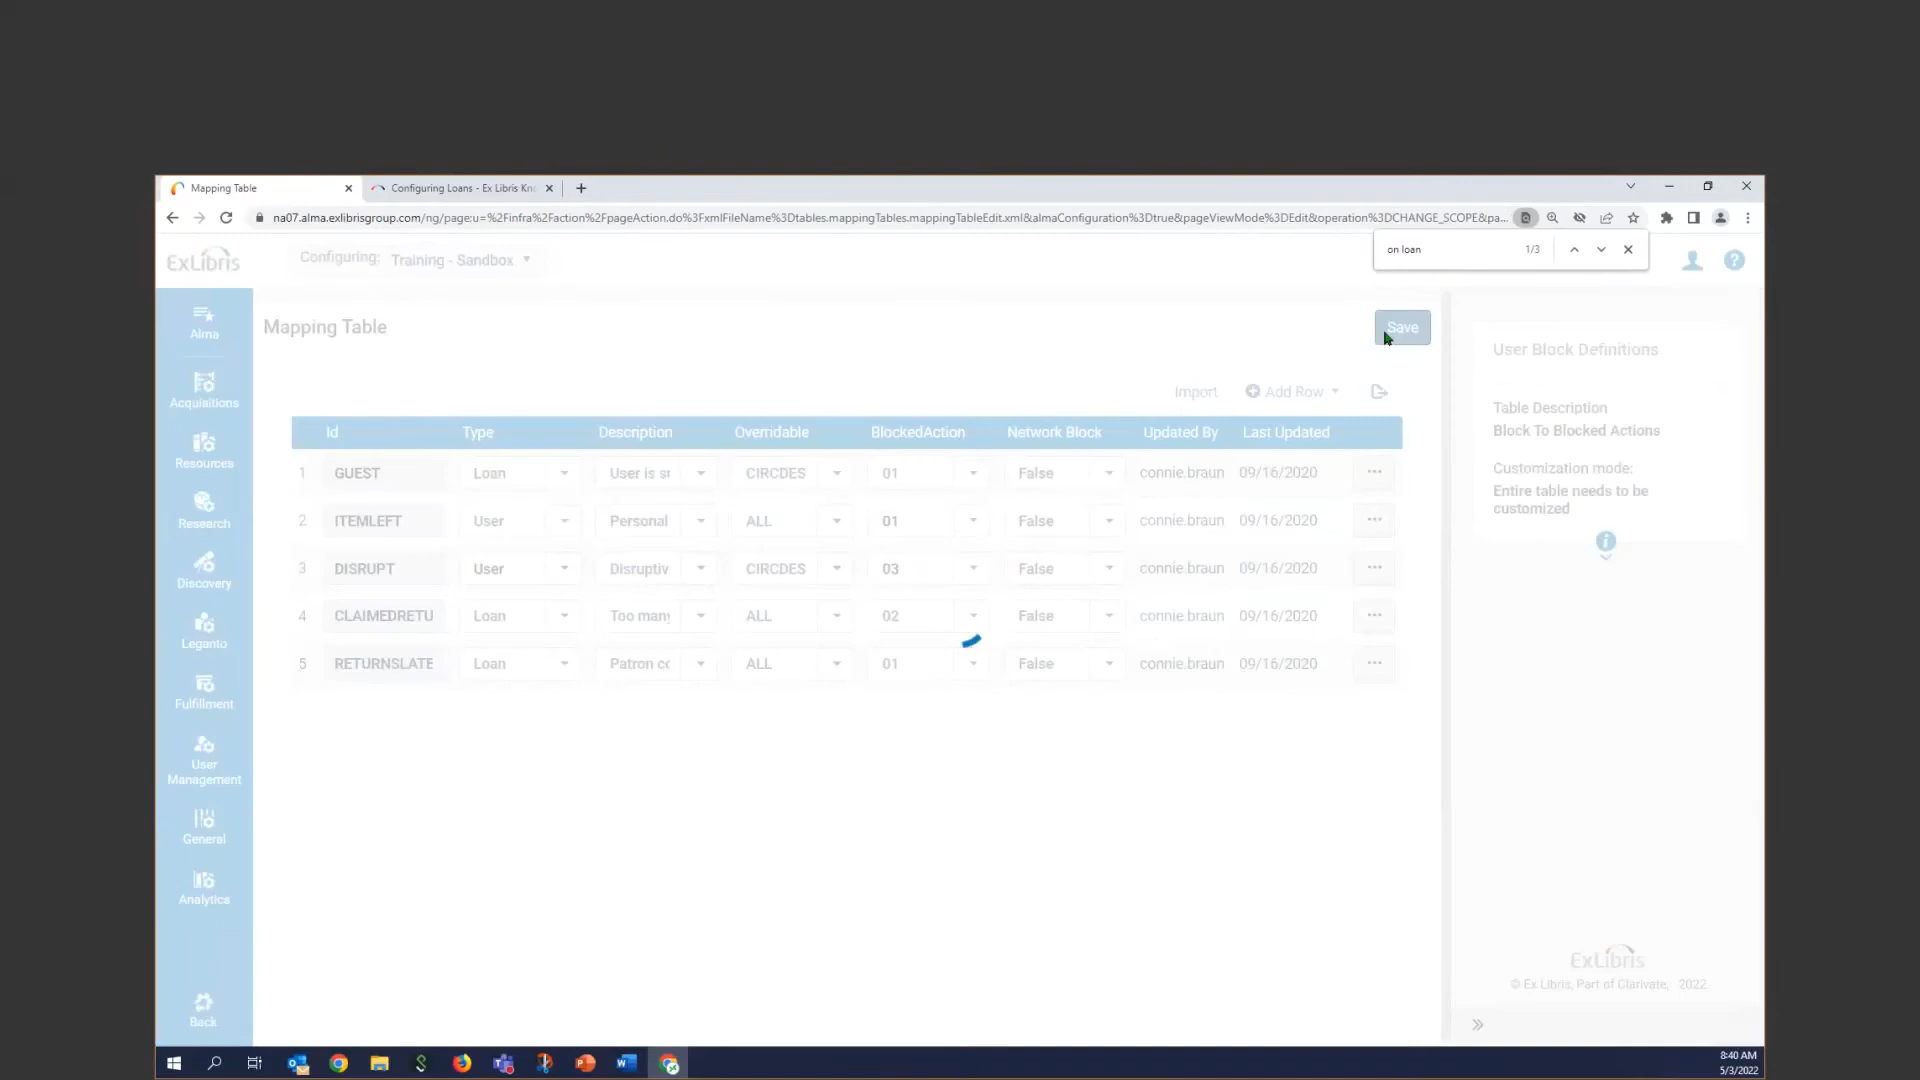 Mapping Table
Configuring Loans - Ex Libris Kno
na07.alma.exlibrisgroup.com/ng/page;u=%2Finfra%2Faction%2FpageAction.do%3FxmlFileName%3Dtables.mappingTables.mappingTableEdit.xml&almaConfiguration%3Dtrue&pageViewMode%3DEdit&operation%3DCHANGE_SCOPE&pa...
on loan 1/3
ExLibris
Configuring: Training - Sandbox
Alma
Acquisitions
Resources
Research
Discovery
Leganto
Fulfillment
User
Management
General
Analytics
Back
Mapping Table
Save
Import Add Row
Id Type Description Overridable BlockedAction Network Block Updated By Last Updated
1 GUEST Loan User is su CIRCDES 01 False connie.braun 09/16/2020
2 ITEMLEFT User Personal ALL 01 False connie.braun 09/16/2020
3 DISRUPT User Disruptiv CIRCDES 03 False connie.braun 09/16/2020
4 CLAIMEDRETU Loan Too many ALL 02 False connie.braun 09/16/2020
5 RETURNSLATE Loan Patron co ALL 01 False connie.braun 09/16/2020
User Block Definitions
Table Description
Block To Blocked Actions
Customization mode:
Entire table needs to be
customized
ExLibris
© Ex Libris, Part of Clarivate, 2022
8:40 AM
5/3/2022